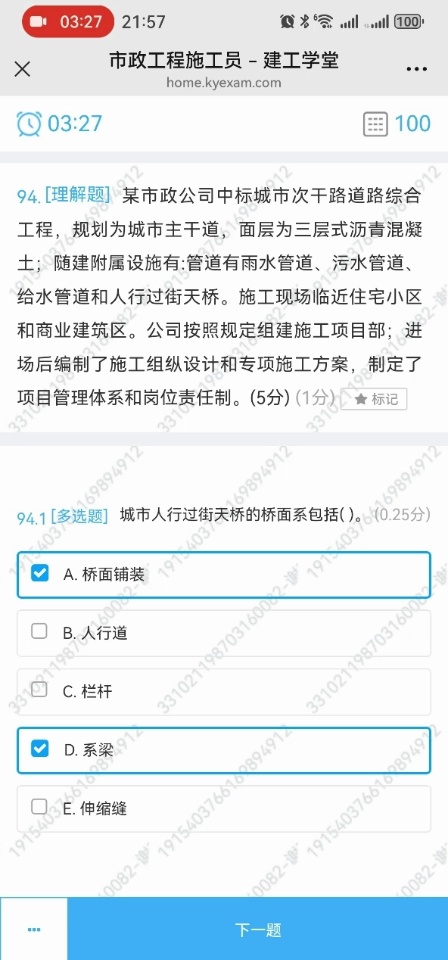 03:27 21:57 6 100
市政工程施工员 – 建工学堂
home.kyexam.com
03:27 100
94. [理解题] 某市政公司中标城市次干路道路综合
工程，规划为城市主干道，面层为三层式沥青混凝
土；随建附属设施有:管道有雨水管道、污水管道、
给水管道和人行过街天桥。施工现场临近住宅小区
和商业建筑区。公司按照规定组建施工项目部；进
场后编制了施工组纵设计和专项施工方案，制定了
项目管理体系和岗位责任制。(5分) (1分) ★ 标记
94.1 [多选题] 城市人行过街天桥的桥面系包括( )。 (0.25分)
A. 桥面铺装
B. 人行道
C. 栏杆
D. 系梁
E. 伸缩缝
... 下一题